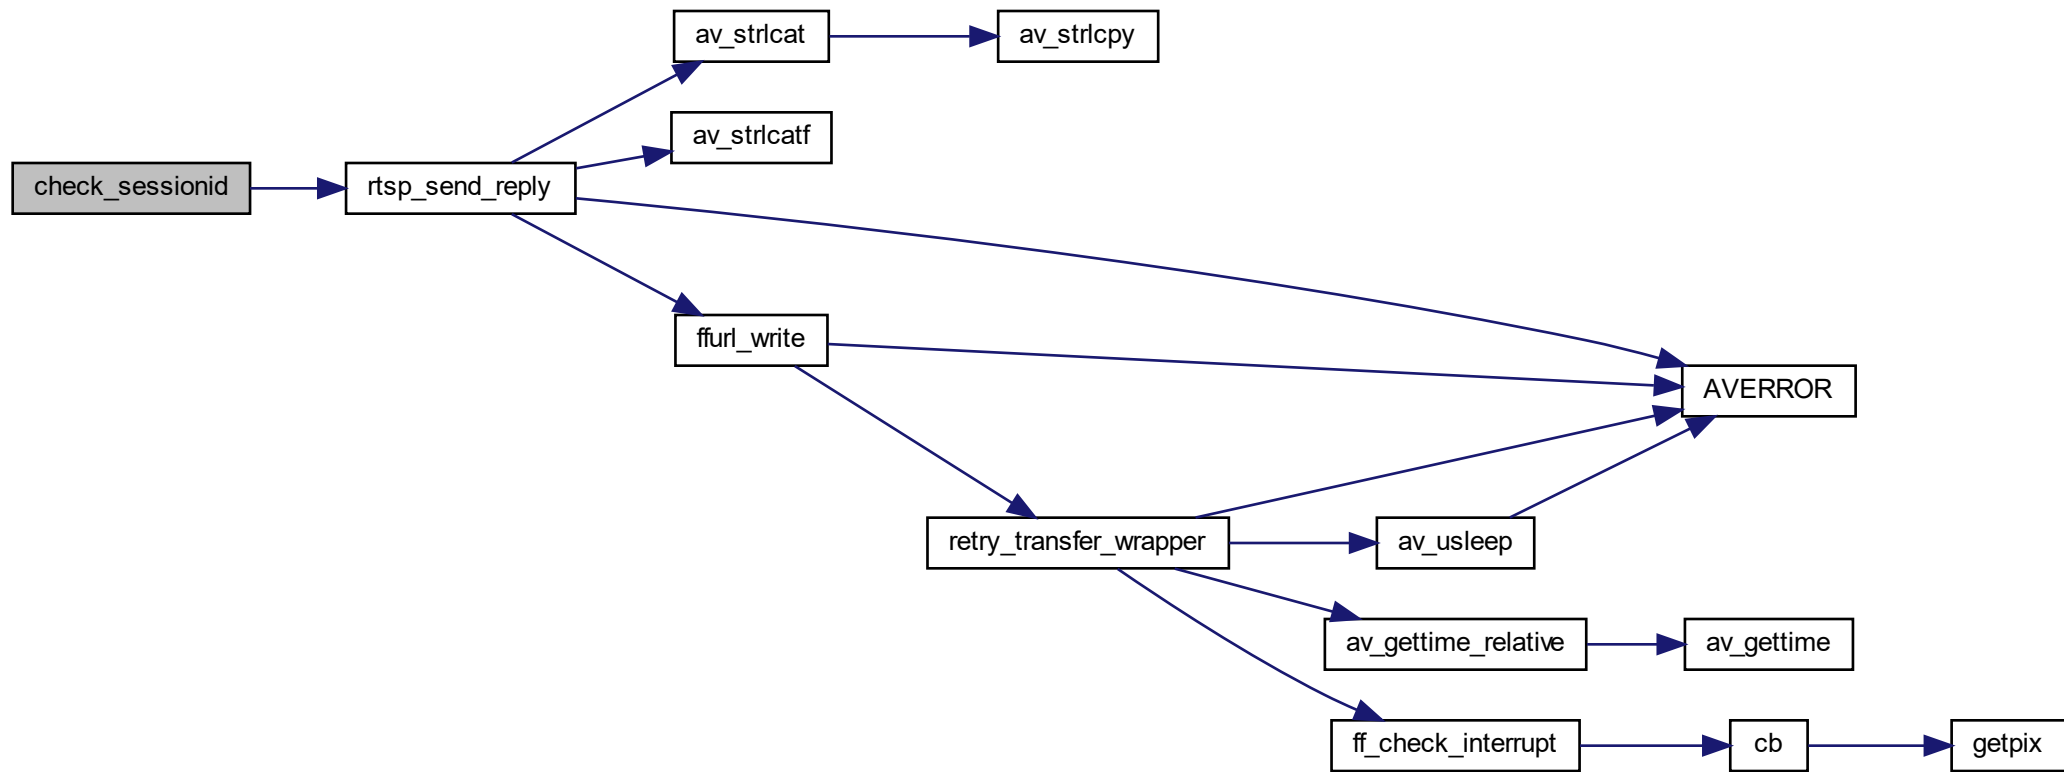 av_strlcat
av_strlcpy
av_strlcatf
check_sessionid
rtsp_send_reply
ffurl_write
AVERROR
retry_transfer_wrapper
av_usleep
av_gettime_relative
av_gettime
ff_check_interrupt
cb
getpix